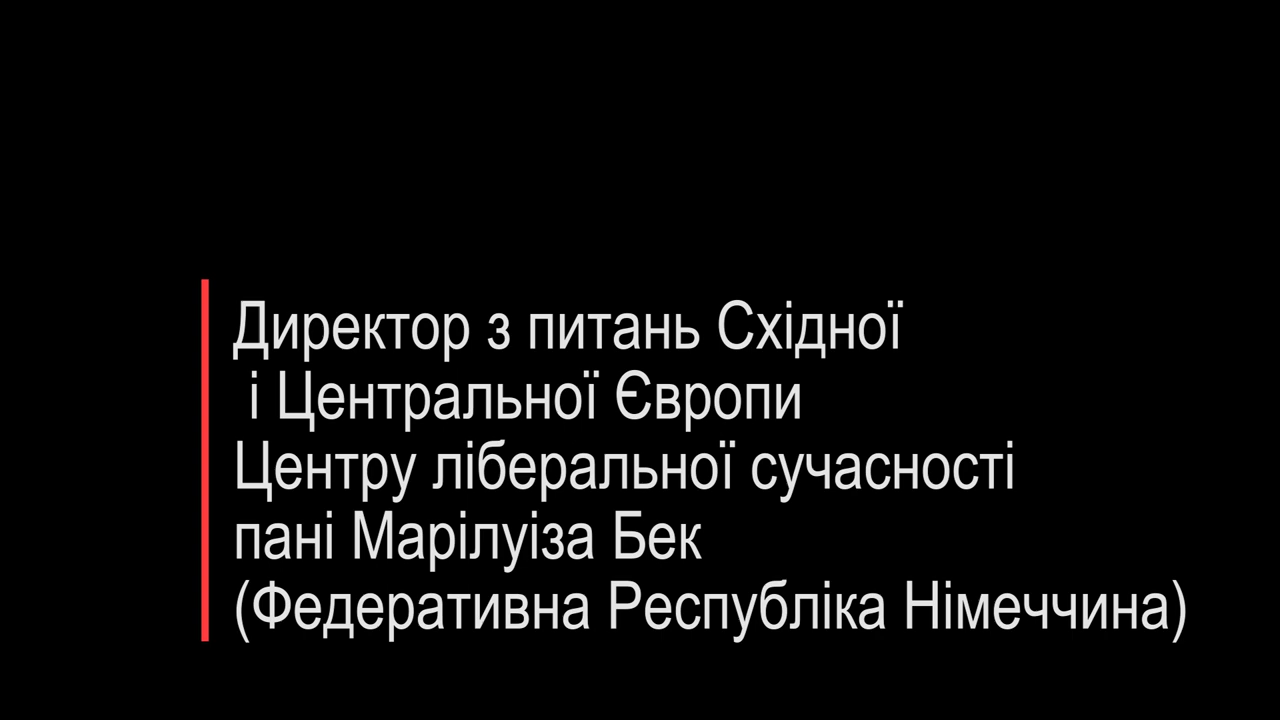 Директор з питань Східної
і Центральної Європи
Центру ліберальної сучасності
пані Марілуіза Бек
(Федеративна Республіка Німеччина)